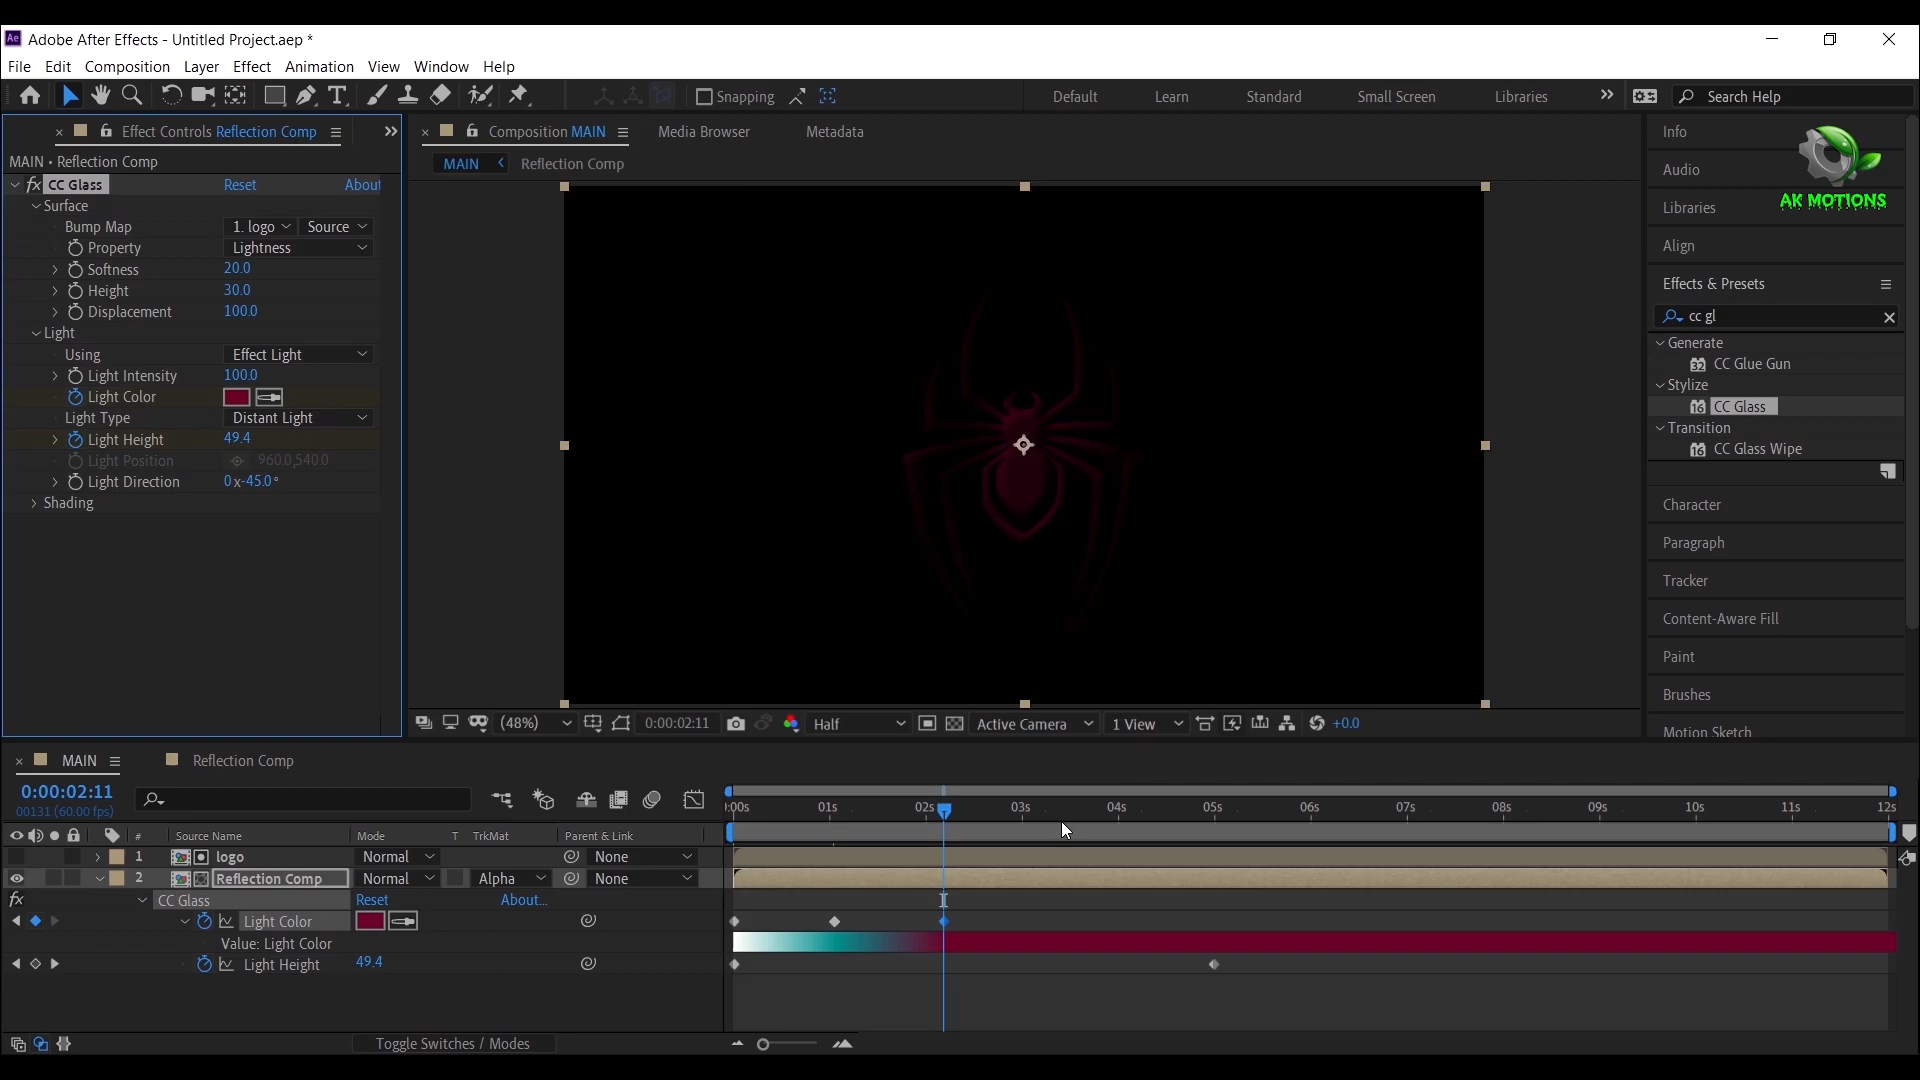 Adobe After Effects - Untitled Project.aep *
File Edit Composition Layer Effect Animation View Window Help
Snapping Default Learn Standard Small Screen Libraries Search Help
Effect Controls Reflection Comp
Composition MAIN Media Browser Metadata
MAIN • Reflection Comp
MAIN Reflection Comp
fx CC Glass Reset About
Surface
Bump Map 1. logo Source
Property Lightness
Softness 20.0
Height 30.0
Displacement 100.0
Light
Using Effect Light
Light Intensity 100.0
Light Color
Light Type Distant Light
Light Height 49.4
Light Position 960.0,540.0
Light Direction 0x-45.0°
Shading
Info
Audio
Libraries
Align
AK MOTIONS
Effects & Presets
cc gl
Generate
CC Glue Gun
Stylize
CC Glass
Transition
CC Glass Wipe
Character
Paragraph
Tracker
Content-Aware Fill
Paint
Brushes
Motion Sketch
(48%) 0:00:02:11 Half Active Camera 1 View +0.0
MAIN Reflection Comp
0:00:02:11
00131 (60.00 fps)
:00s 01s 02s 03s 04s 05s 06s 07s 08s 09s 10s 11s 12s
# Source Name Mode T TrkMat Parent & Link
1 logo Normal None
2 Reflection Comp Normal Alpha None
fx CC Glass Reset About...
Light Color
Value: Light Color
Light Height 49.4
Toggle Switches / Modes